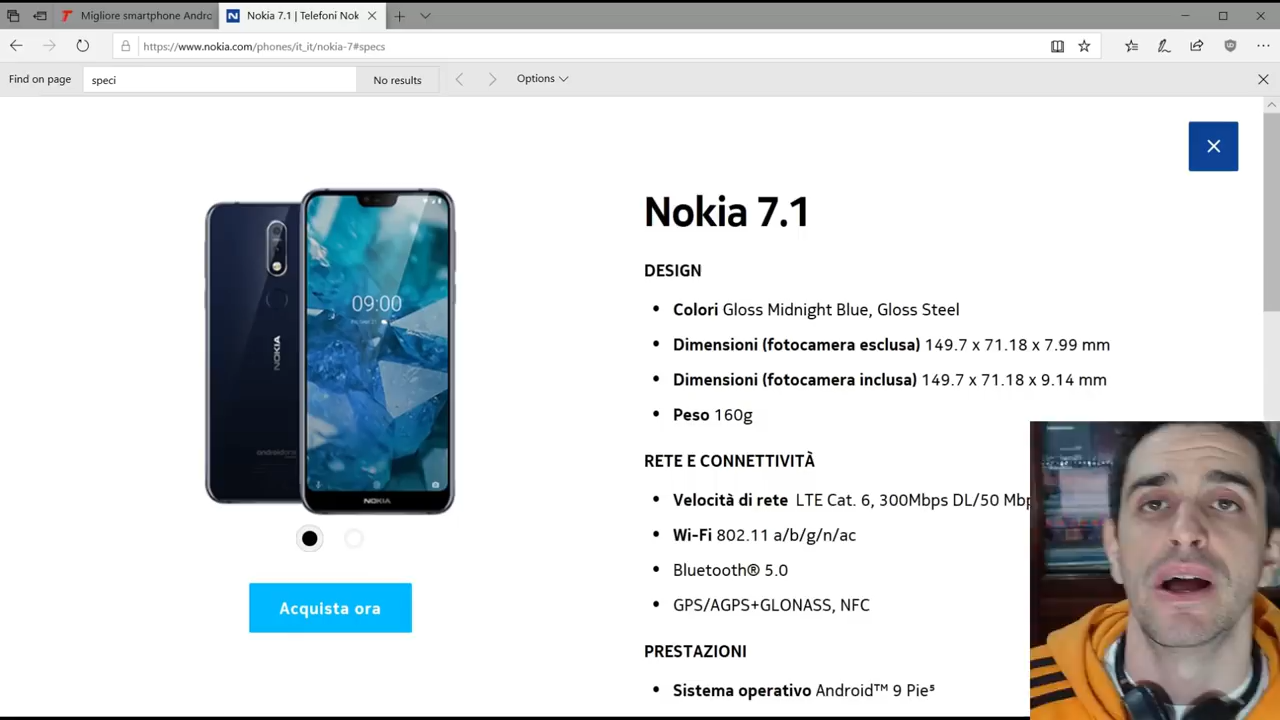 Migliore smartphone Andro
Nokia 7.1 | Telefoni Nok
https://www.nokia.com/phones/it_it/nokia-7#specs
Find on page
speci
No results
Options
Nokia 7.1
DESIGN
• Colori Gloss Midnight Blue, Gloss Steel
• Dimensioni (fotocamera esclusa) 149.7 x 71.18 x 7.99 mm
• Dimensioni (fotocamera inclusa) 149.7 x 71.18 x 9.14 mm
• Peso 160g
RETE E CONNETTIVITÀ
• Velocità di rete LTE Cat. 6, 300Mbps DL/50 Mbp
• Wi-Fi 802.11 a/b/g/n/ac
• Bluetooth® 5.0
• GPS/AGPS+GLONASS, NFC
PRESTAZIONI
• Sistema operativo Android™ 9 Pie⁵
09:00
NOKIA
androidone
NOKIA
Acquista ora